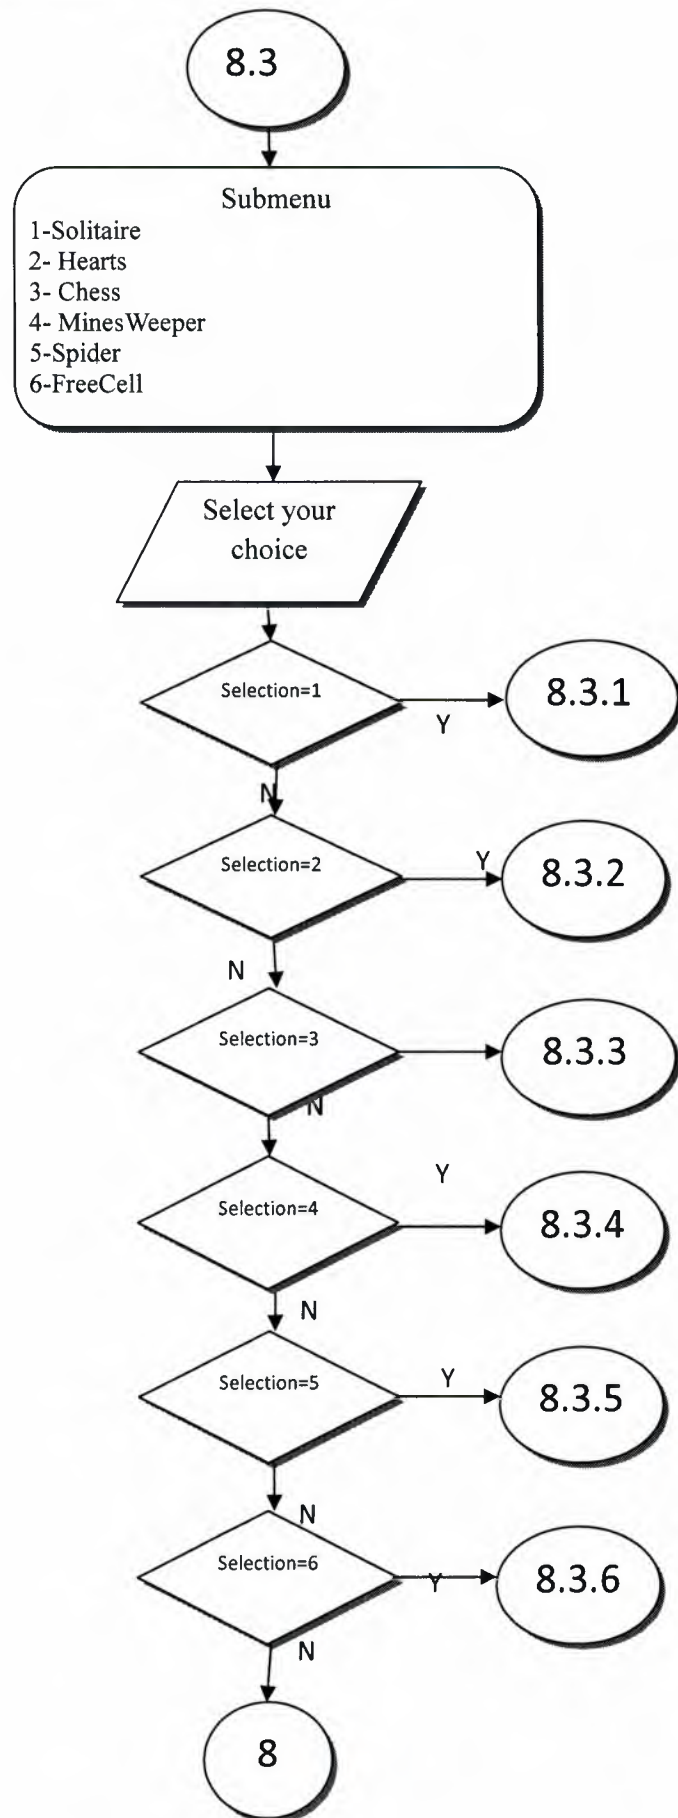 8.3
Submenu
1-Solitaire
2- Hearts
3- Chess
4- MinesWeeper
5-Spider
6-FreeCell
Select your
choice
Selection=1
Y
8.3.1
N
Selection=2
Y
8.3.2
N
Selection=3
8.3.3
N
Selection=4
Y
8.3.4
N
Selection=5
Y
8.3.5
N
Selection=6
Y
8.3.6
N
8